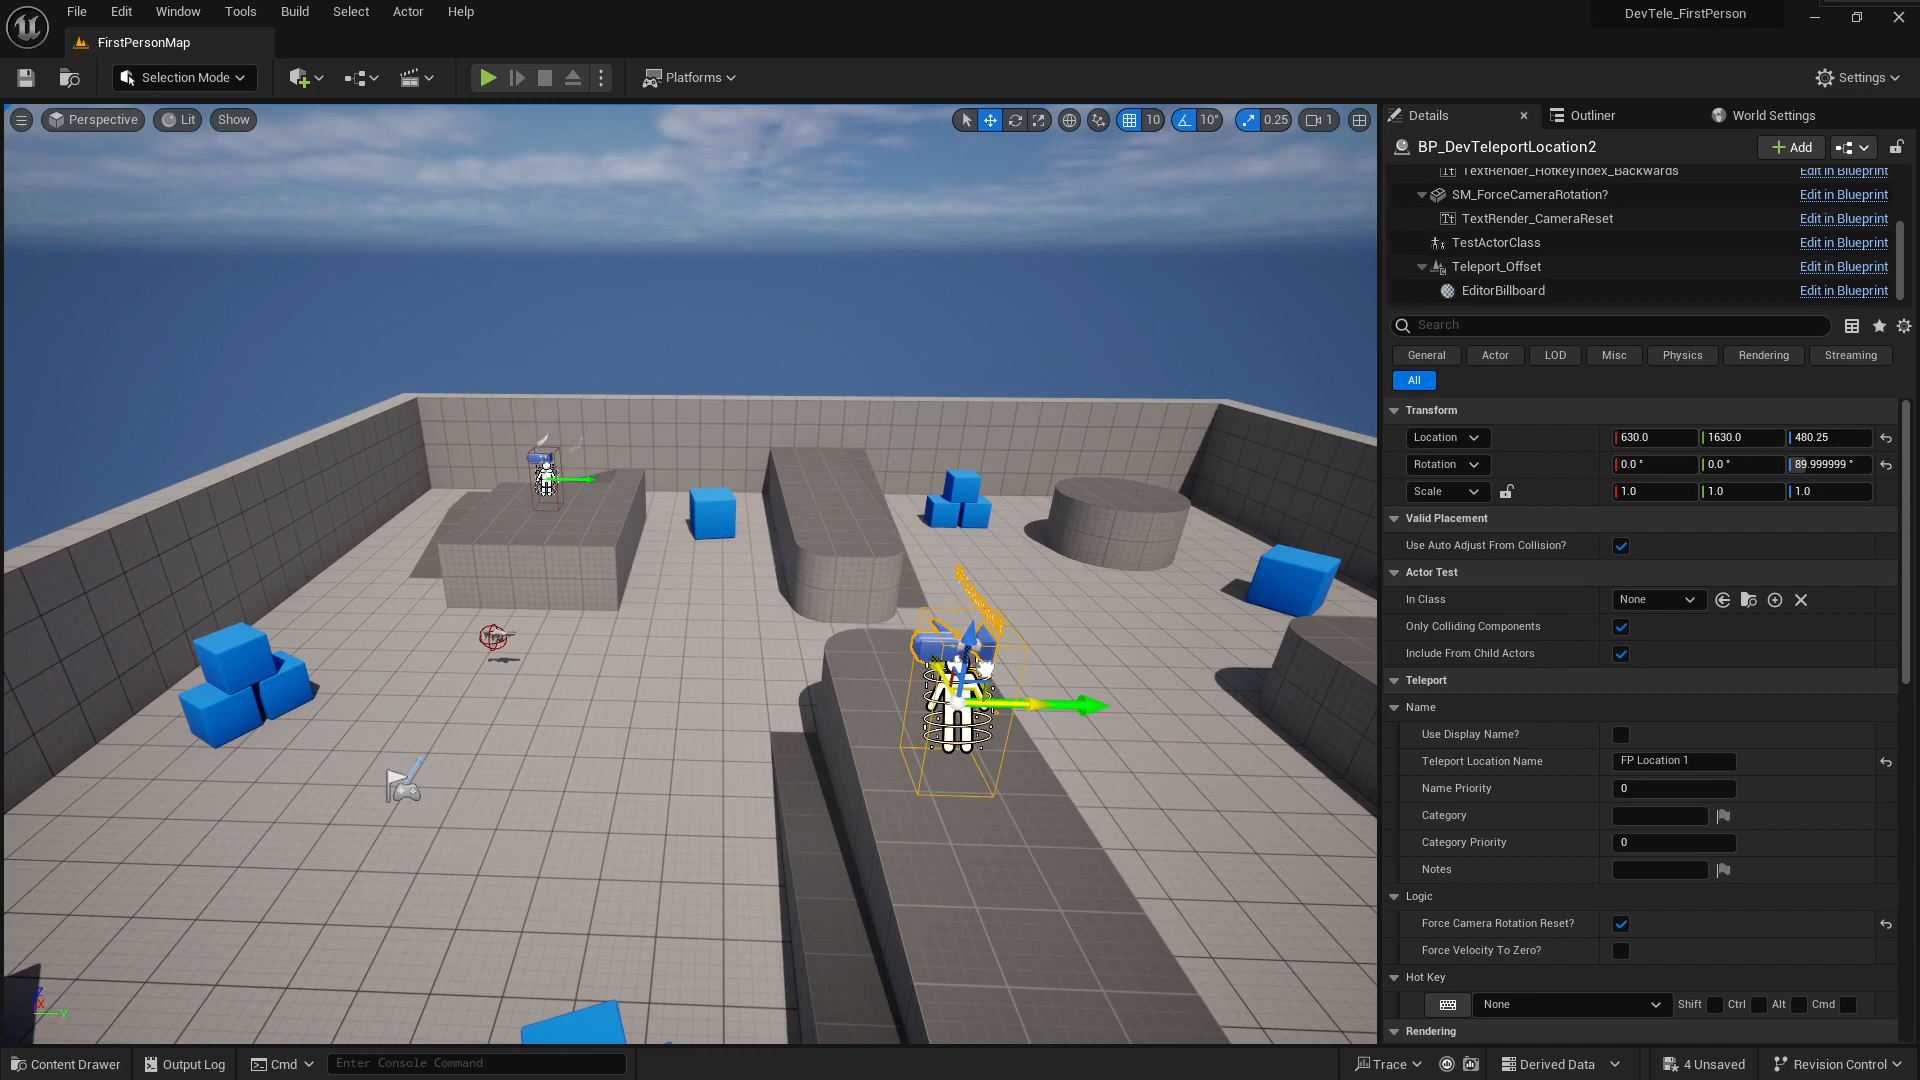 File Edit Window Tools Build Select Actor Help
DevTele_FirstPerson
FirstPersonMap
Selection Mode
Platforms
Settings
Perspective Lit Show
10 10° 0.25 1
Details
Outliner
World Settings
BP_DevTeleportLocation2
Add
TextRender_HotkeyIndex_Backwards Edit in Blueprint
SM_ForceCameraRotation? Edit in Blueprint
TextRender_CameraReset Edit in Blueprint
TestActorClass Edit in Blueprint
Teleport_Offset Edit in Blueprint
EditorBillboard Edit in Blueprint
Search
General Actor LOD Misc Physics Rendering Streaming
All
Transform
Location 630.0 1630.0 480.25
Rotation 0.0 ° 0.0 ° 89.999999 °
Scale 1.0 1.0 1.0
Valid Placement
Use Auto Adjust From Collision?
Actor Test
In Class None
Only Colliding Components
Include From Child Actors
Teleport
Name
Use Display Name?
Teleport Location Name FP Location 1
Name Priority 0
Category
Category Priority 0
Notes
Logic
Force Camera Rotation Reset?
Force Velocity To Zero?
Hot Key
None Shift Ctrl Alt Cmd
Rendering
Z
X
Y
Content Drawer Output Log Cmd Enter Console Command Trace Derived Data 4 Unsaved Revision Control